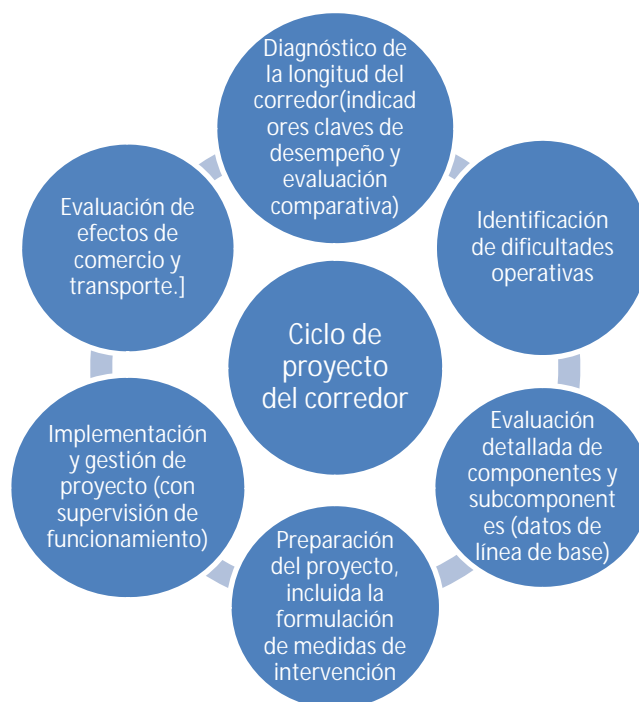 Diagnóstico de
la longitud del
corredor(indicad
ores claves de
desempeño y
evaluación
comparativa)
Identificación
de dificultades
operativas
Evaluación
detallada de
componentes y
subcomponent
es (datos de
línea de base)
Preparación
del proyecto,
incluida la
formulación
de medidas de
intervención
Implementación
y gestión de
proyecto (con
supervisión de
funcionamiento)
Evaluación de
efectos de
comercio y
transporte.]
Ciclo de
proyecto
del corredor